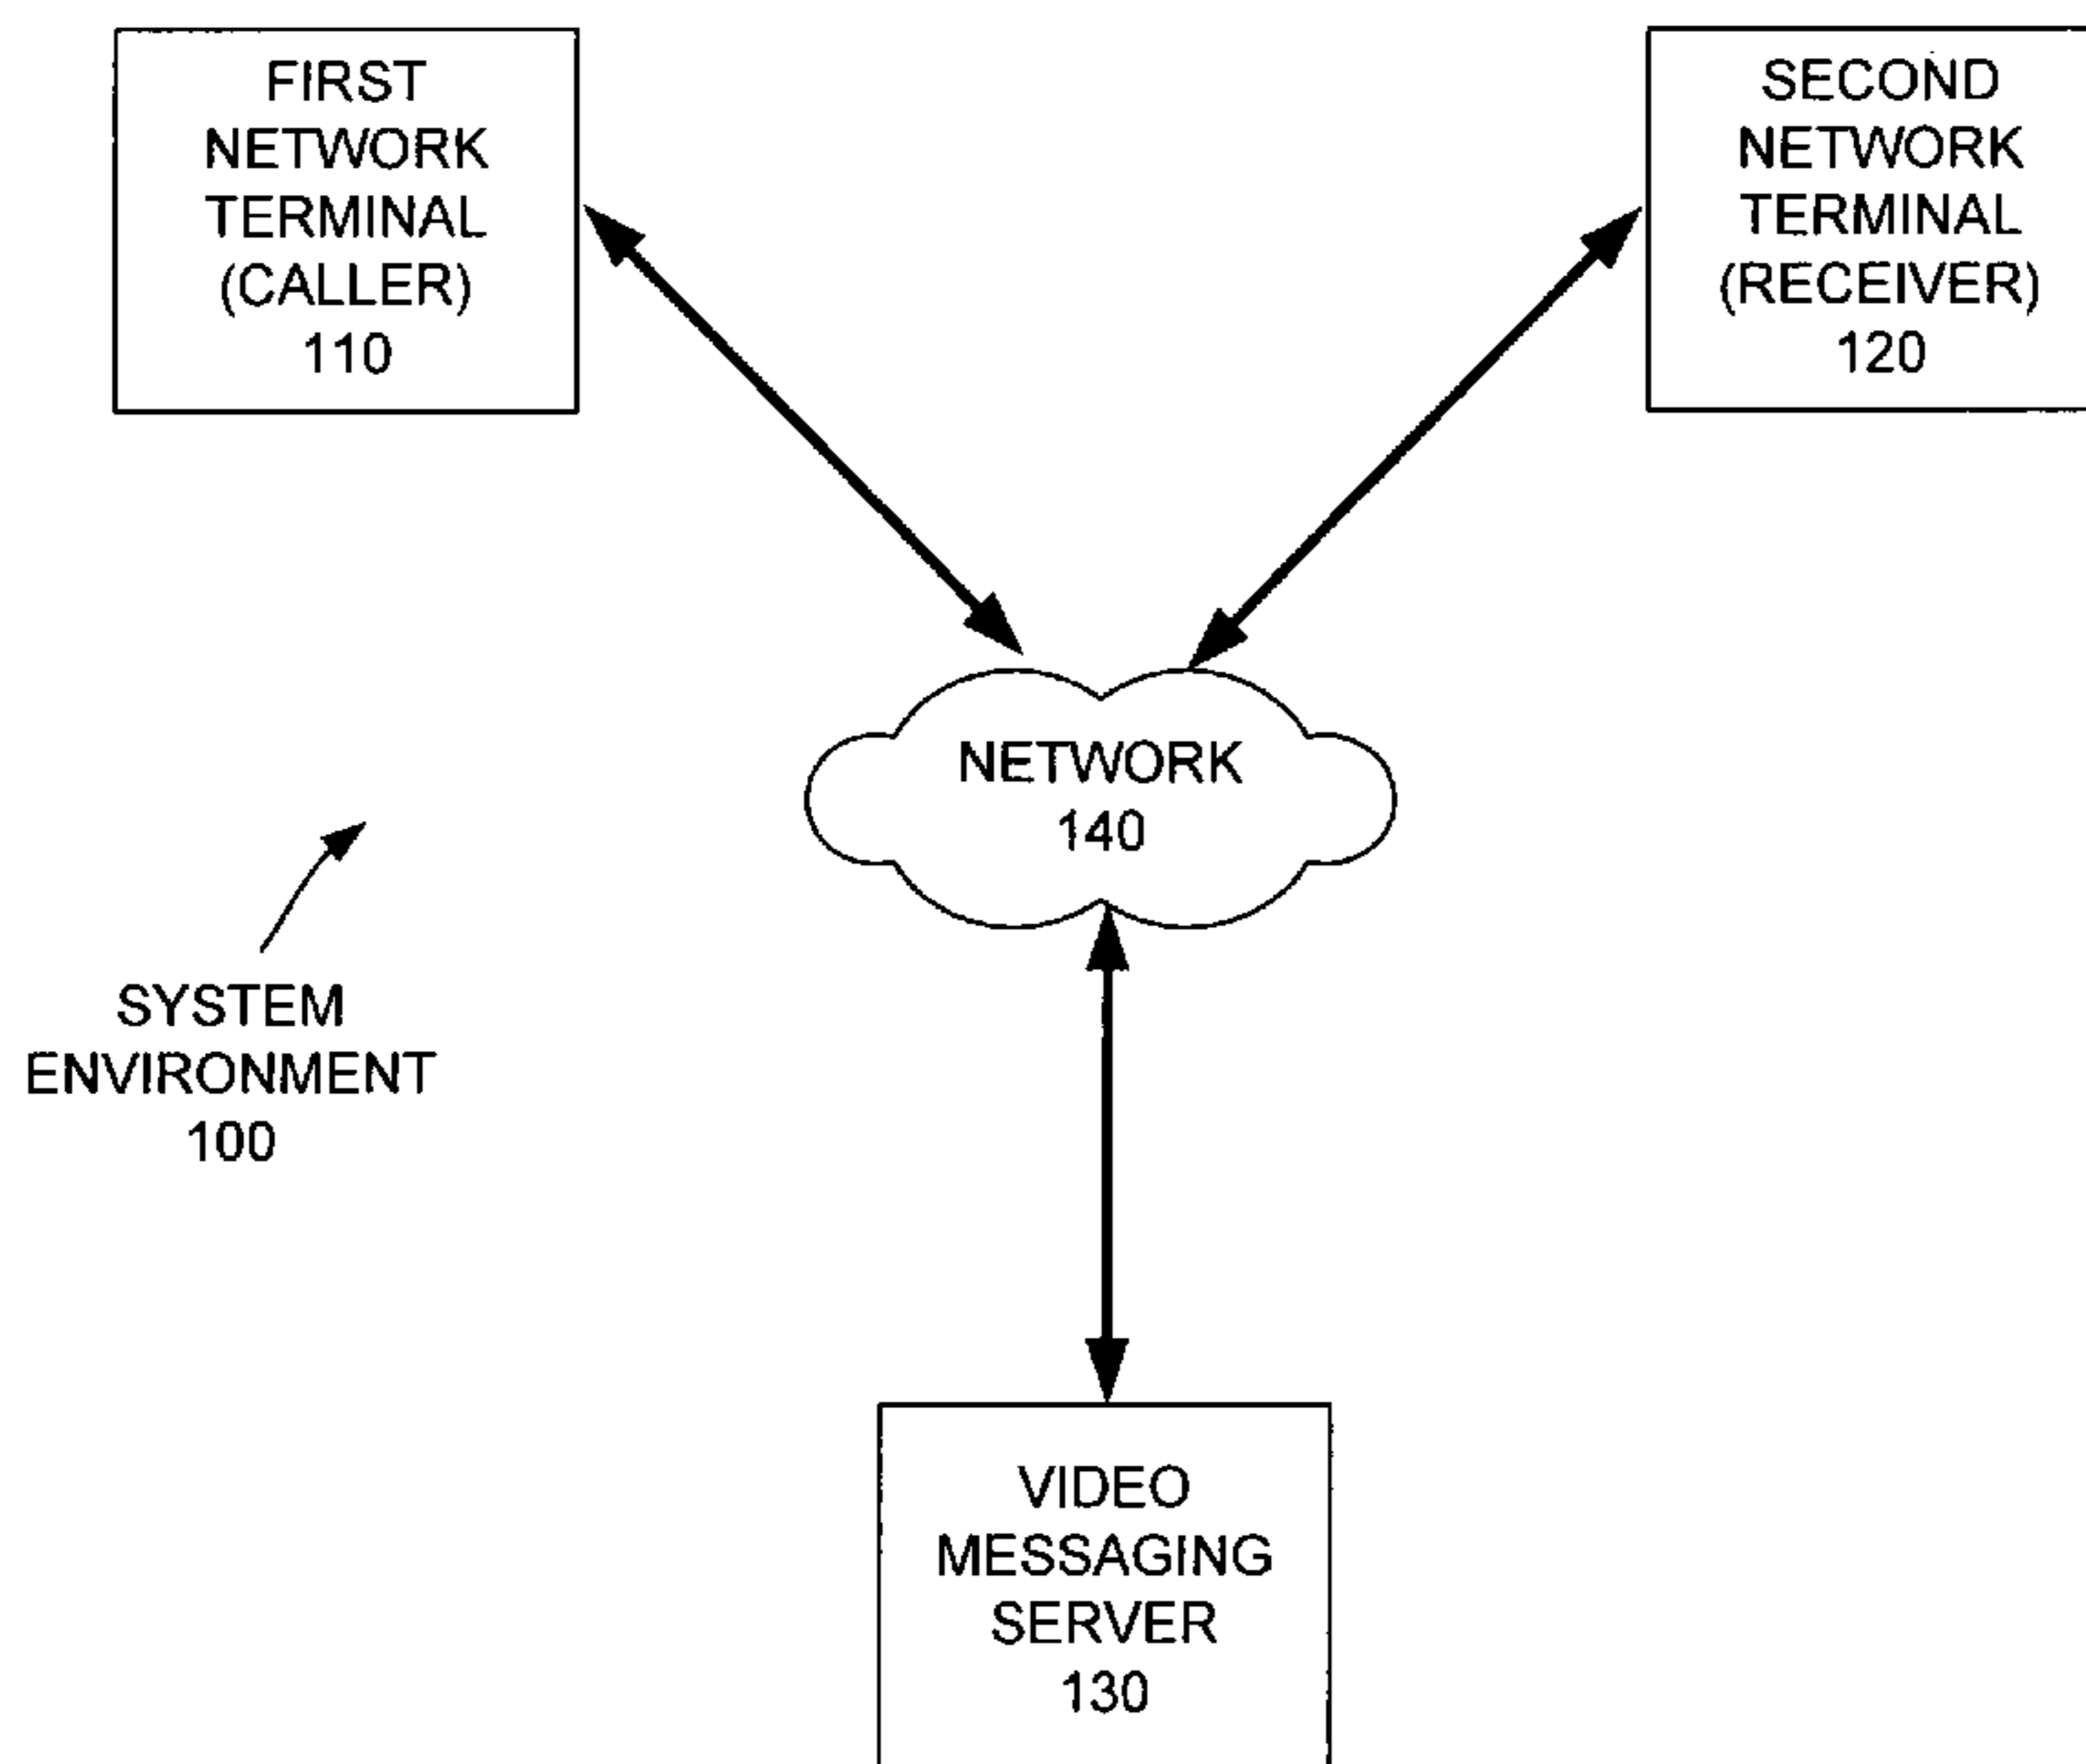 FIRST
NETWORK
TERMINAL
(CALLER)
110
SECOND
NETWORK
TERMINAL
(RECEIVER)
120
NETWORK
140
SYSTEM
ENVIRONMENT
100
VIDEO
MESSAGING
SERVER
130